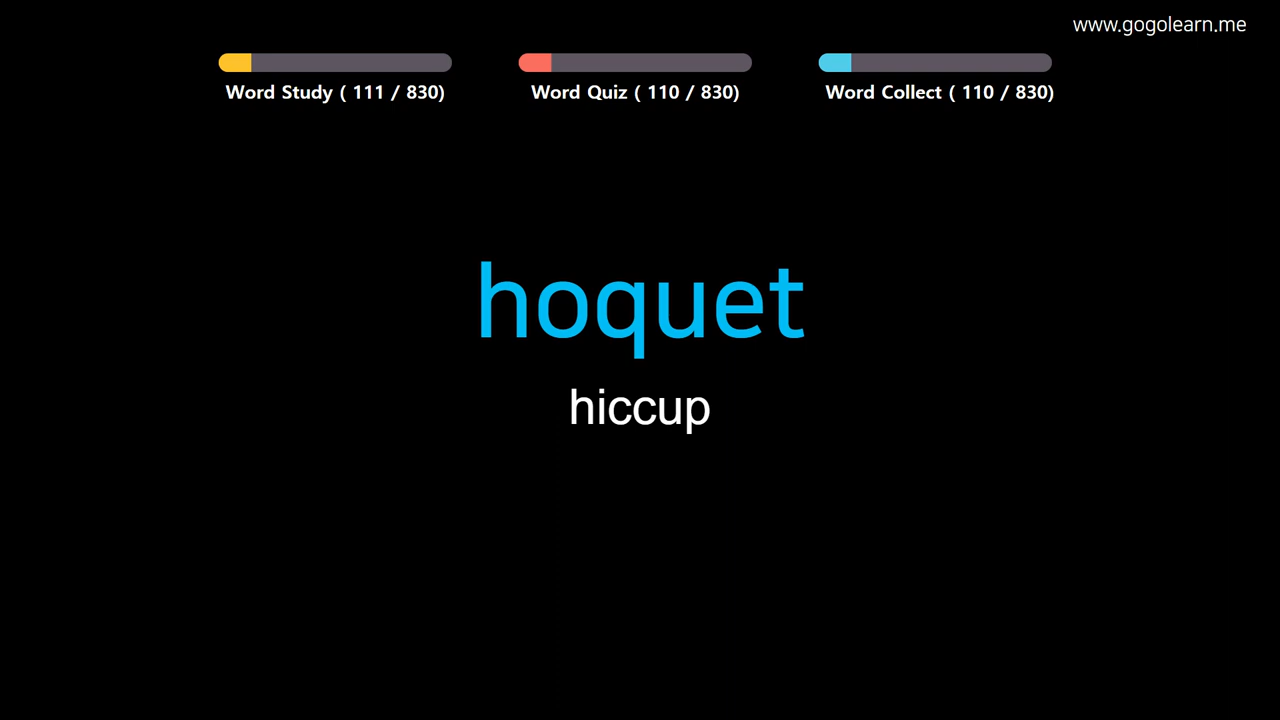 www.gogolearn.me
Word Study ( 111 / 830)
Word Quiz ( 110 / 830)
Word Collect ( 110 / 830)
hoquet
hiccup